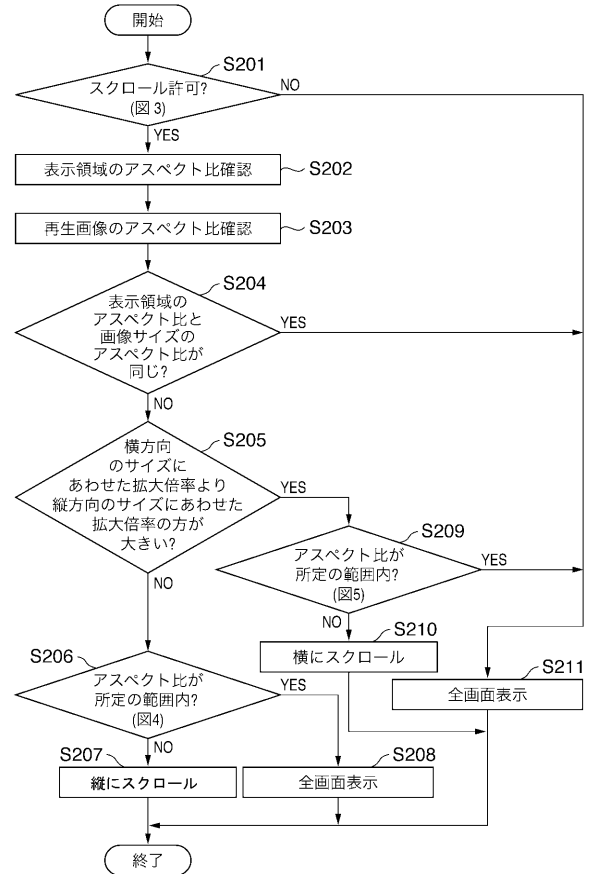 開始
S201
スクロール許可?
(図3)
NO
YES
表示領域のアスペクト比確認
S202
再生画像のアスペクト比確認
S203
S204
表示領域の
アスペクト比と
画像サイズの
アスペクト比が
同じ?
YES
NO
S205
横方向
のサイズに
あわせた拡大倍率より
縦方向のサイズにあわせた
拡大倍率の方が
大きい?
YES
NO
S209
アスペクト比が
所定の範囲内?
(図5)
YES
NO
S210
横にスクロール
S211
全画面表示
S206
アスペクト比が
所定の範囲内?
(図4)
YES
NO
S207
縦にスクロール
S208
全画面表示
終了